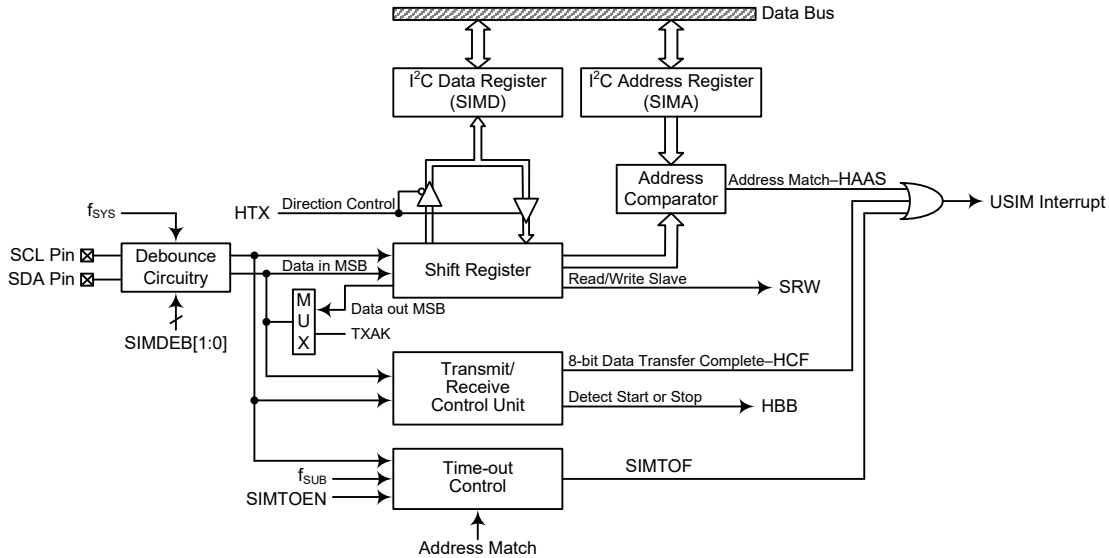 Data Bus
I²C Data Register
(SIMD)
I²C Address Register
(SIMA)
Address
Comparator
Address Match–HAAS
USIM Interrupt
HTX
Direction Control
fSYS
SCL Pin
SDA Pin
Debounce
Circuitry
SIMDEB[1:0]
Data in MSB
Shift Register
Read/Write Slave
SRW
M
U
X
Data out MSB
TXAK
Transmit/
Receive
Control Unit
8-bit Data Transfer Complete–HCF
Detect Start or Stop
HBB
fSUB
SIMTOEN
Time-out
Control
SIMTOF
Address Match